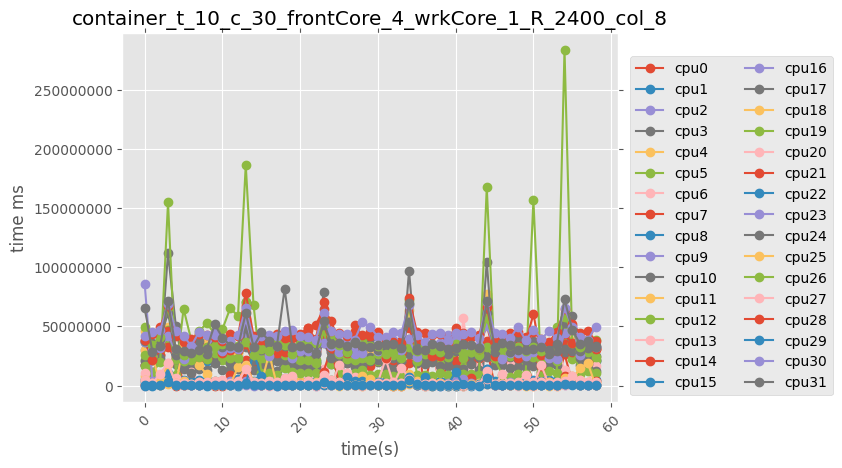 container_t_10_c_30_frontCore_4_wrkCore_1_R_2400_col_8
time ms
250000000
200000000
150000000
100000000
50000000
0
0
10
20
30
40
50
60
time(s)
cpu0
cpu1
cpu2
cpu3
cpu4
cpu5
cpu6
cpu7
cpu8
cpu9
cpu10
cpu11
cpu12
cpu13
cpu14
cpu15
cpu16
cpu17
cpu18
cpu19
cpu20
cpu21
cpu22
cpu23
cpu24
cpu25
cpu26
cpu27
cpu28
cpu29
cpu30
cpu31